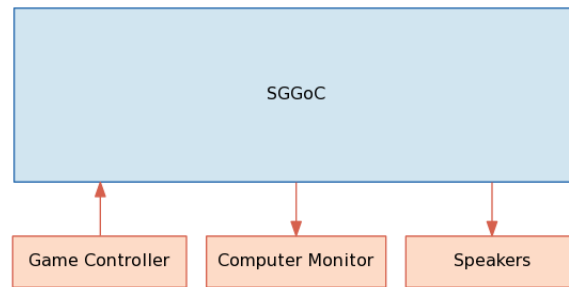 SGGoC
Game Controller
Computer Monitor
Speakers